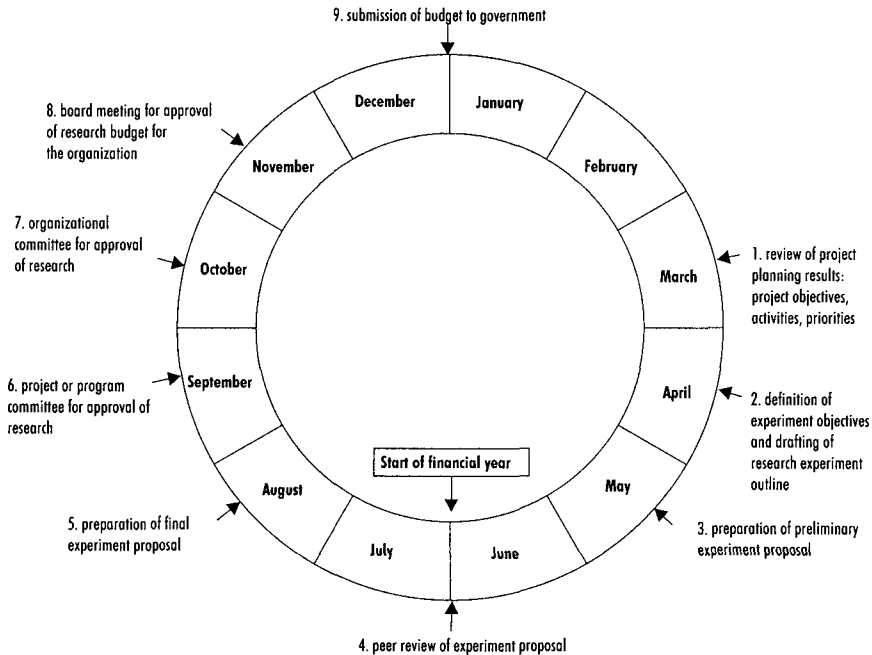 9. submission of budget to government
December
January
8. board meeting for approval
of research budget for
the organization
November
February
7. organizational
committee for approval
of research
October
March
1. review of project
planning results:
project objectives,
activities, priorities
6. project or program
committee for approval of
research
September
April
2. definition of
experiment objectives
and drafting of
research experiment
outline
Start of financial year
August
May
5. preparation of final
experiment proposal
July
June
3. preparation of preliminary
experiment proposal
4. peer review of experiment proposal